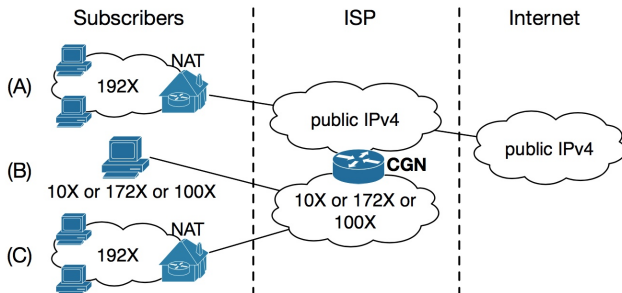 Subscribers ISP Internet
NAT
(A) 192X
public IPv4
public IPv4
CGN
(B)
10X or 172X or 100X
10X or 172X or
100X
NAT
(C) 192X